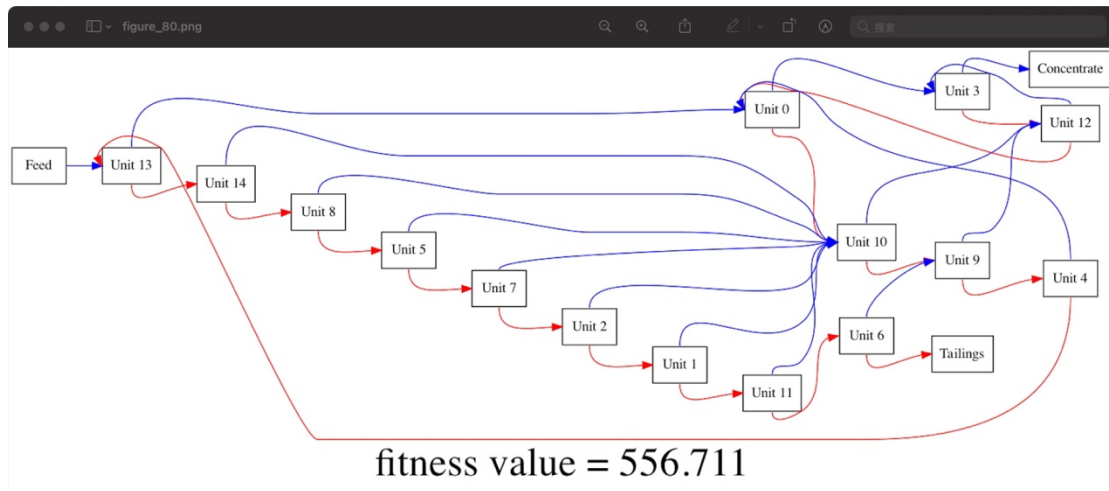 figure_80.png
搜索
Concentrate
Unit 3
Unit 0
Unit 12
Feed
Unit 13
Unit 14
Unit 8
Unit 10
Unit 5
Unit 9
Unit 4
Unit 7
Unit 2
Unit 6
Tailings
Unit 1
Unit 11
fitness value = 556.711